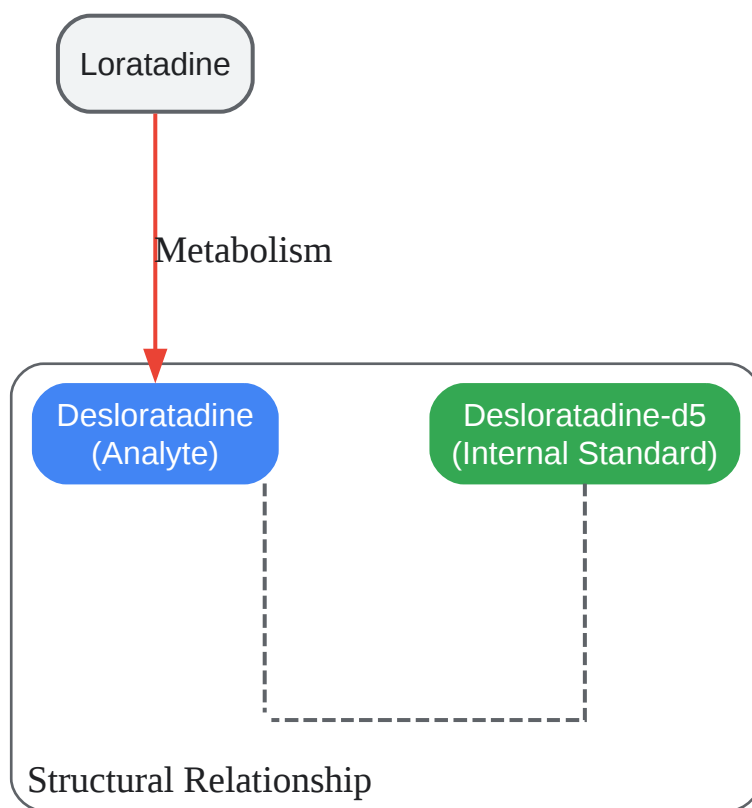 Loratadine
Metabolism
Desloratadine
(Analyte)
Desloratadine-d5
(Internal Standard)
Structural Relationship